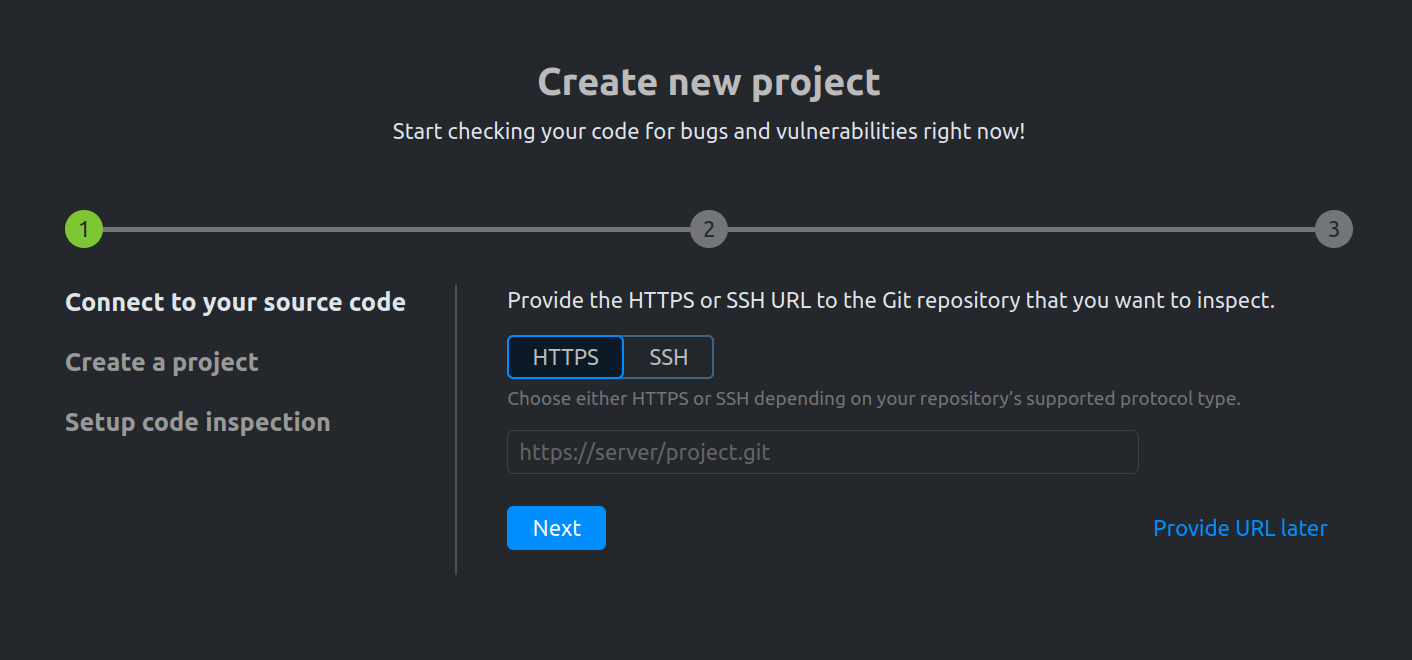 Create new project
Start checking your code for bugs and vulnerabilities right now!
1
2
3
Connect to your source code
Create a project
Setup code inspection
Provide the HTTPS or SSH URL to the Git repository that you want to inspect.
HTTPS SSH
Choose either HTTPS or SSH depending on your repository’s supported protocol type.
https://server/project.git
Next
Provide URL later